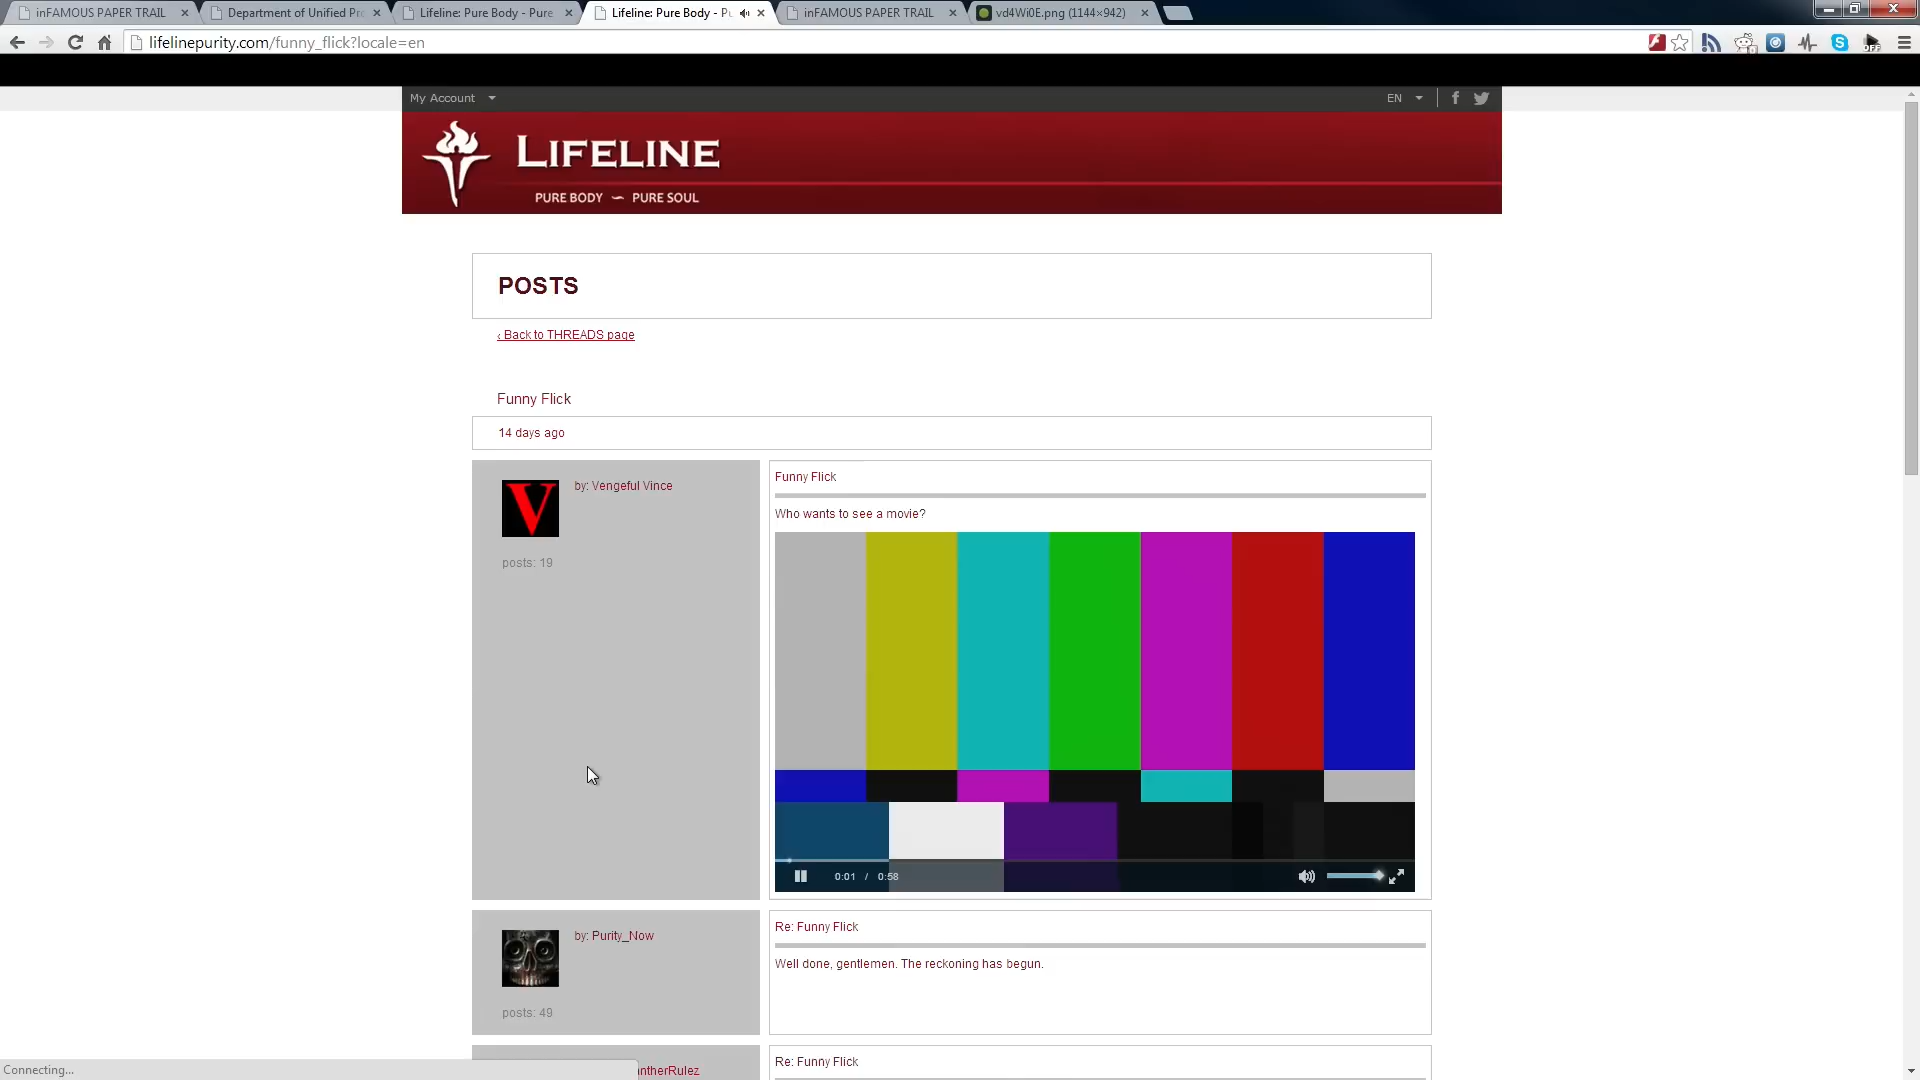 inFAMOUS PAPER TRAIL
Department of Unified Pro
Lifeline: Pure Body - Pure
Lifeline: Pure Body - Pu
inFAMOUS PAPER TRAIL
vd4Wi0E.png (1144×942)
lifelinepurity.com/funny_flick?locale=en
OFF
My Account
EN
LIFELINE
PURE BODY ~ PURE SOUL
POSTS
‹ Back to THREADS page
Funny Flick
14 days ago
V
by: Vengeful Vince
posts: 19
Funny Flick
Who wants to see a movie?
0:01 / 0:58
by: Purity_Now
posts: 49
Re: Funny Flick
Well done, gentlemen. The reckoning has begun.
antherRulez
Re: Funny Flick
Connecting...